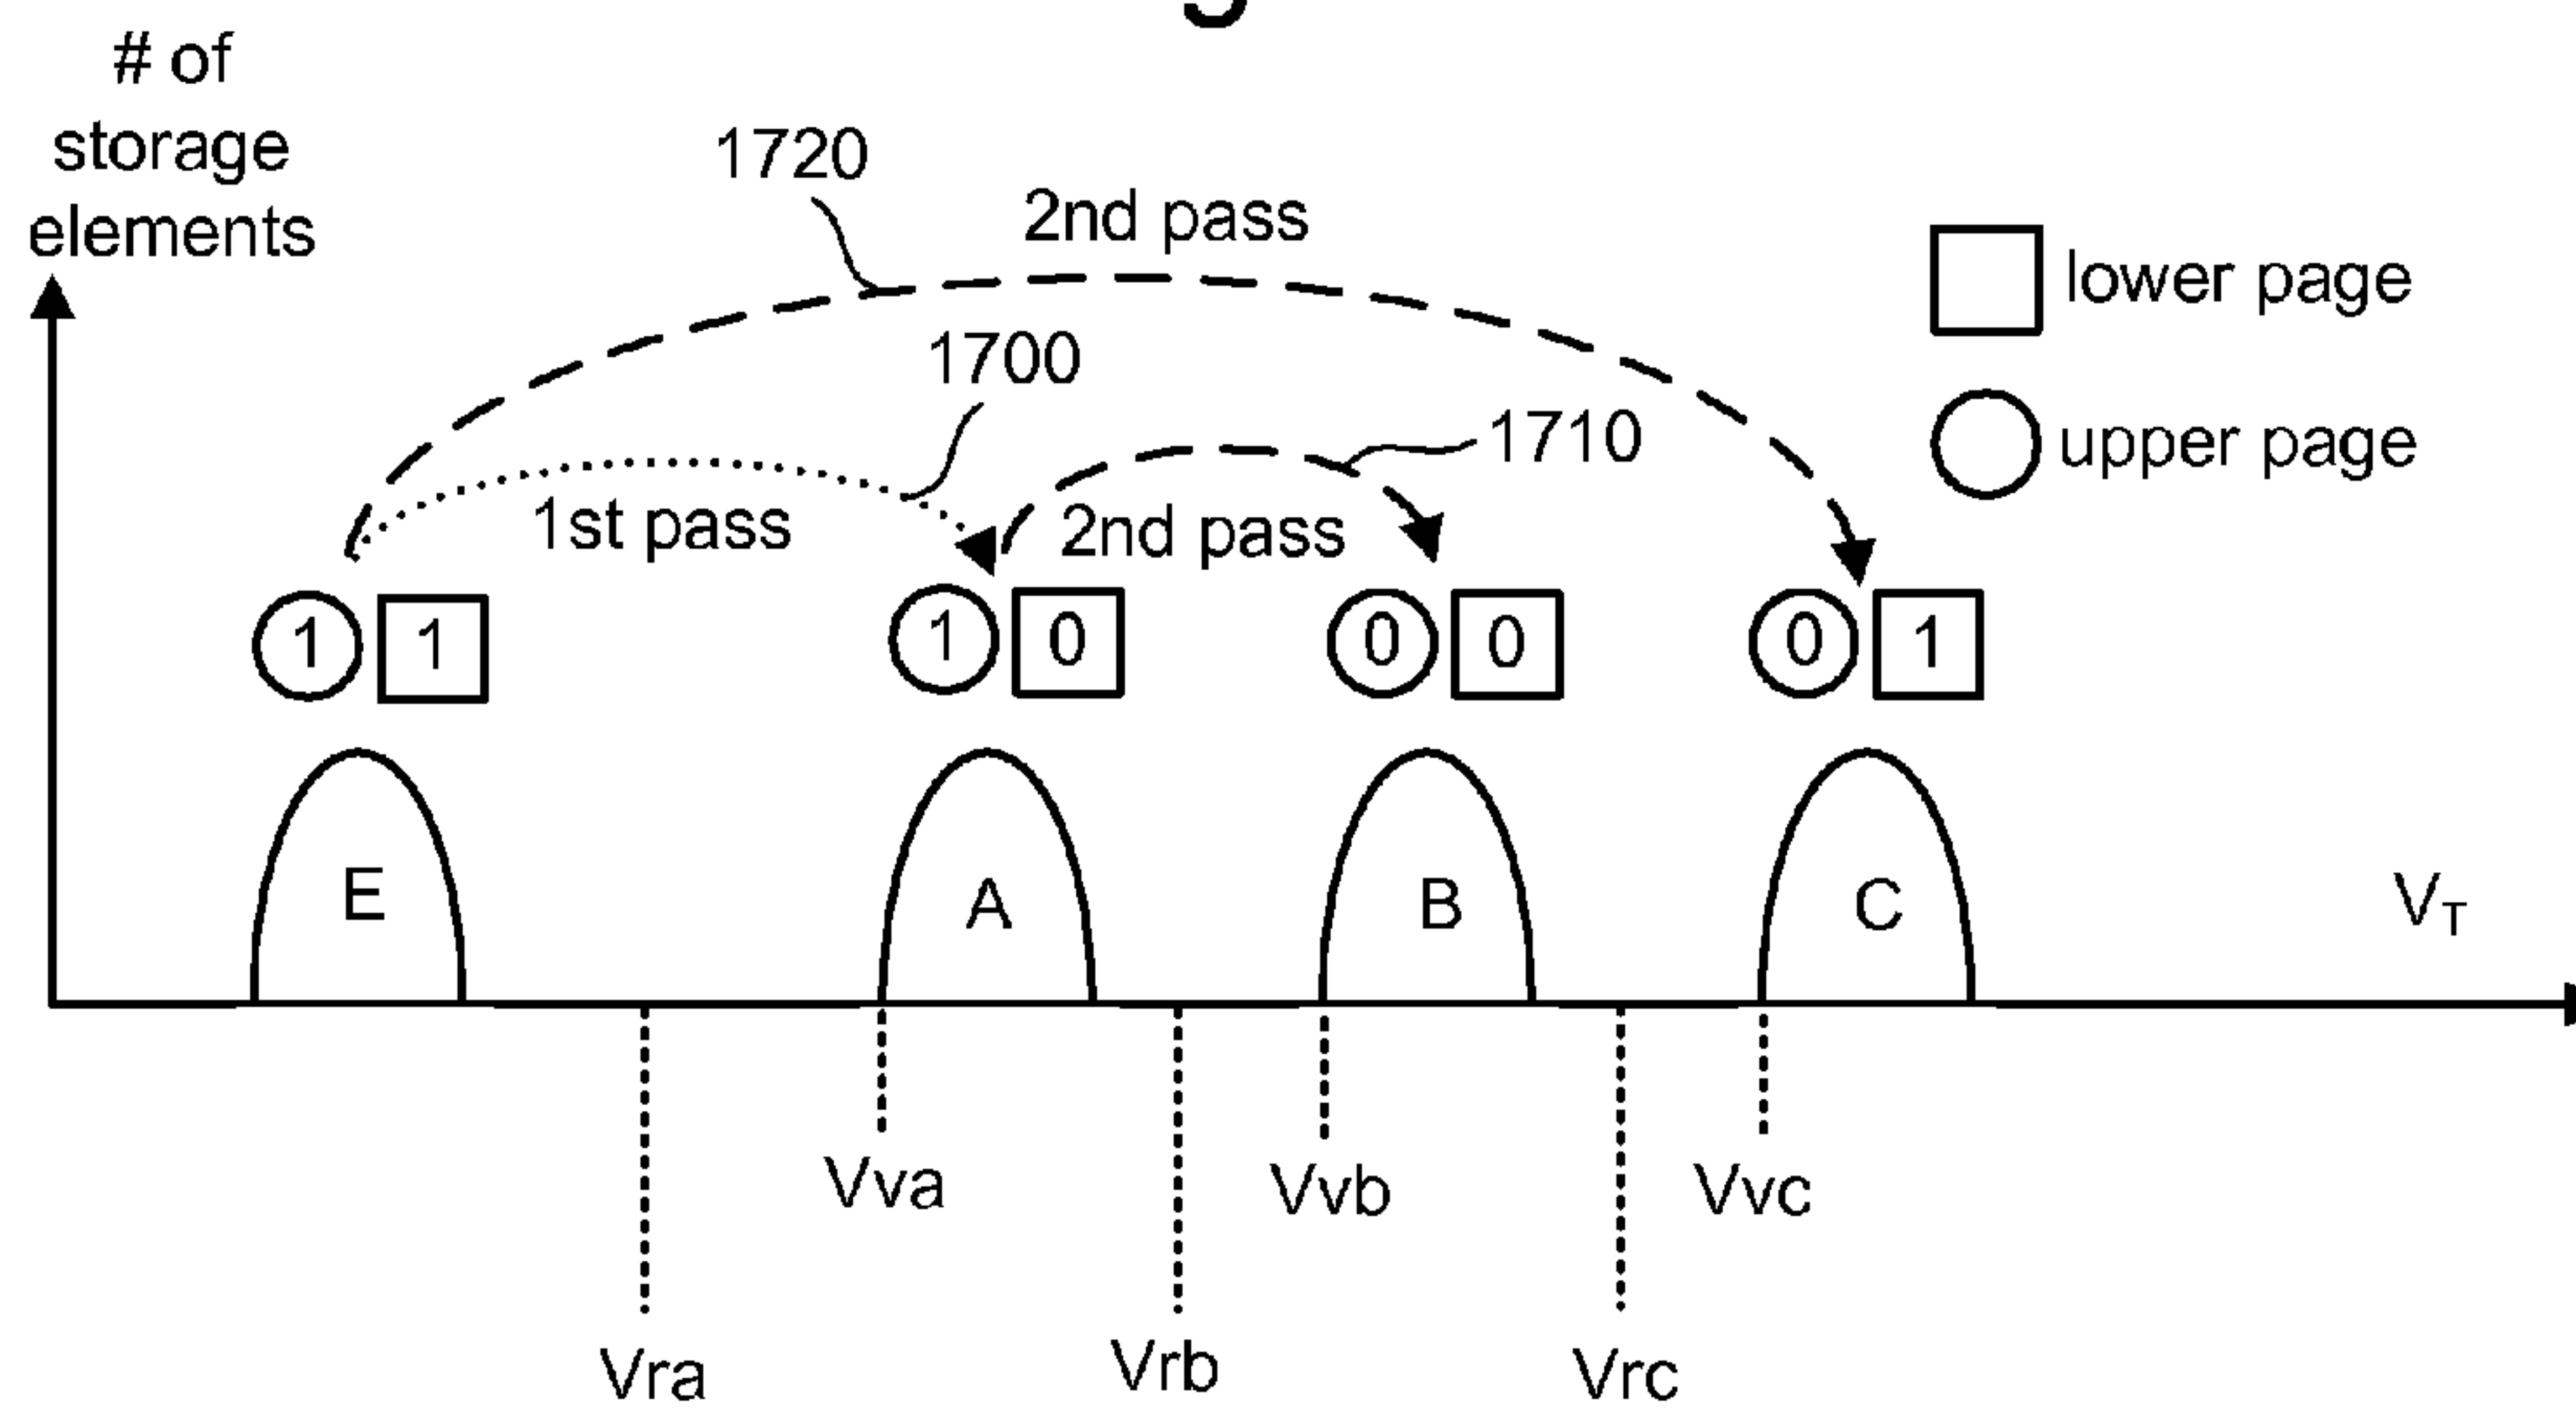 # of
storage
elements
1720
2nd pass
lower page
1700
1710
upper page
1st pass
2nd pass
1 1
1 0
0 0
0 1
E
A
B
C
VT
Vva
Vvb
Vvc
Vra
Vrb
Vrc